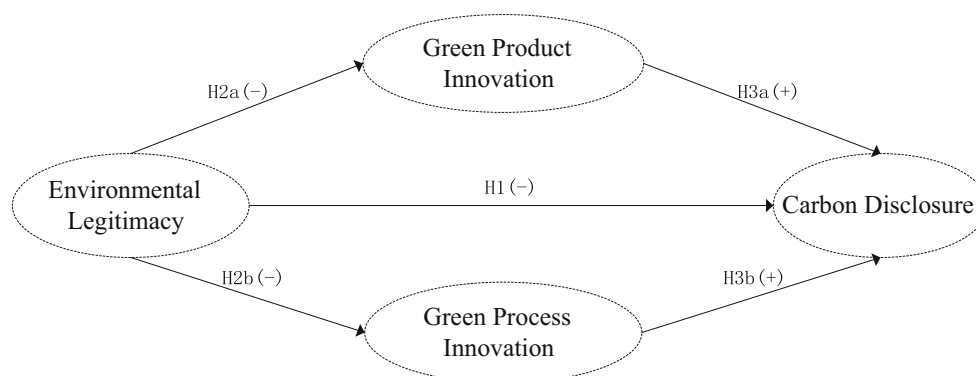 Green Product
Innovation
H2a(-)
H3a(+)
Environmental
Legitimacy
H1(-)
Carbon Disclosure
H2b(-)
H3b(+)
Green Process
Innovation